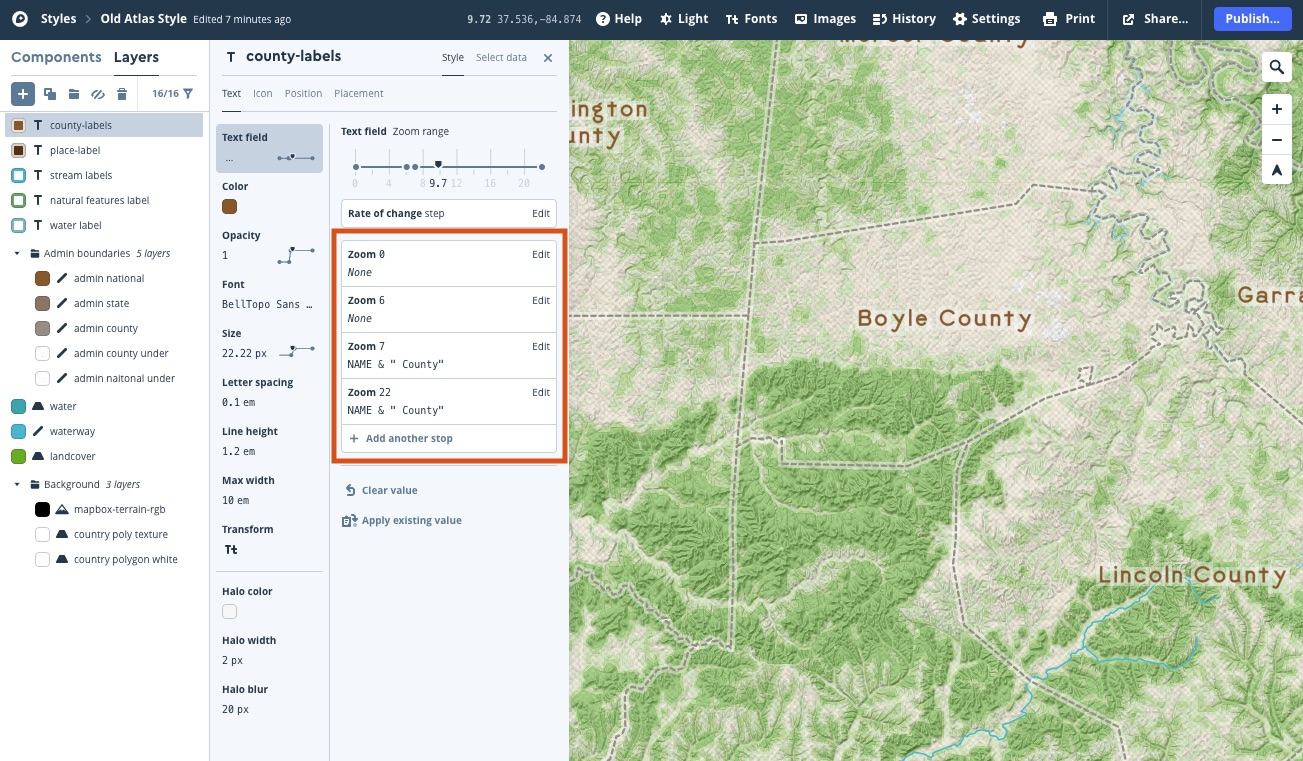 Styles
Old Atlas Style Edited 7 minutes ago
9.72 37.536,−84.874
Help
Light
Fonts
Images
History
Settings
Print
Share...
Publish...
Components Layers
16/16
county-labels
place-label
stream labels
natural features label
water label
Admin boundaries 5 layers
admin national
admin state
admin county
admin county under
admin naitonal under
water
waterway
landcover
Background 3 layers
mapbox-terrain-rgb
country poly texture
country polygon white
county-labels
Style Select data
Text Icon Position Placement
Text field
...
Color
Opacity
1
Font
BellTopo Sans …
Size
22.22 px
Letter spacing
0.1 em
Line height
1.2 em
Max width
10 em
Transform
Tt
Halo color
Halo width
2 px
Halo blur
20 px
Text field Zoom range
0 4 8 9.7 12 16 20
Rate of change step Edit
Zoom 0 Edit
None
Zoom 6 Edit
None
Zoom 7 Edit
NAME & " County"
Zoom 22 Edit
NAME & " County"
Add another stop
Clear value
Apply existing value
Boyle County
Lincoln County